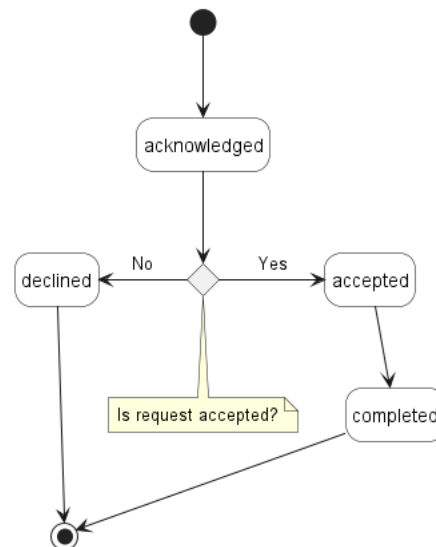 acknowledged
No
Yes
declined
accepted
Is request accepted?
completed